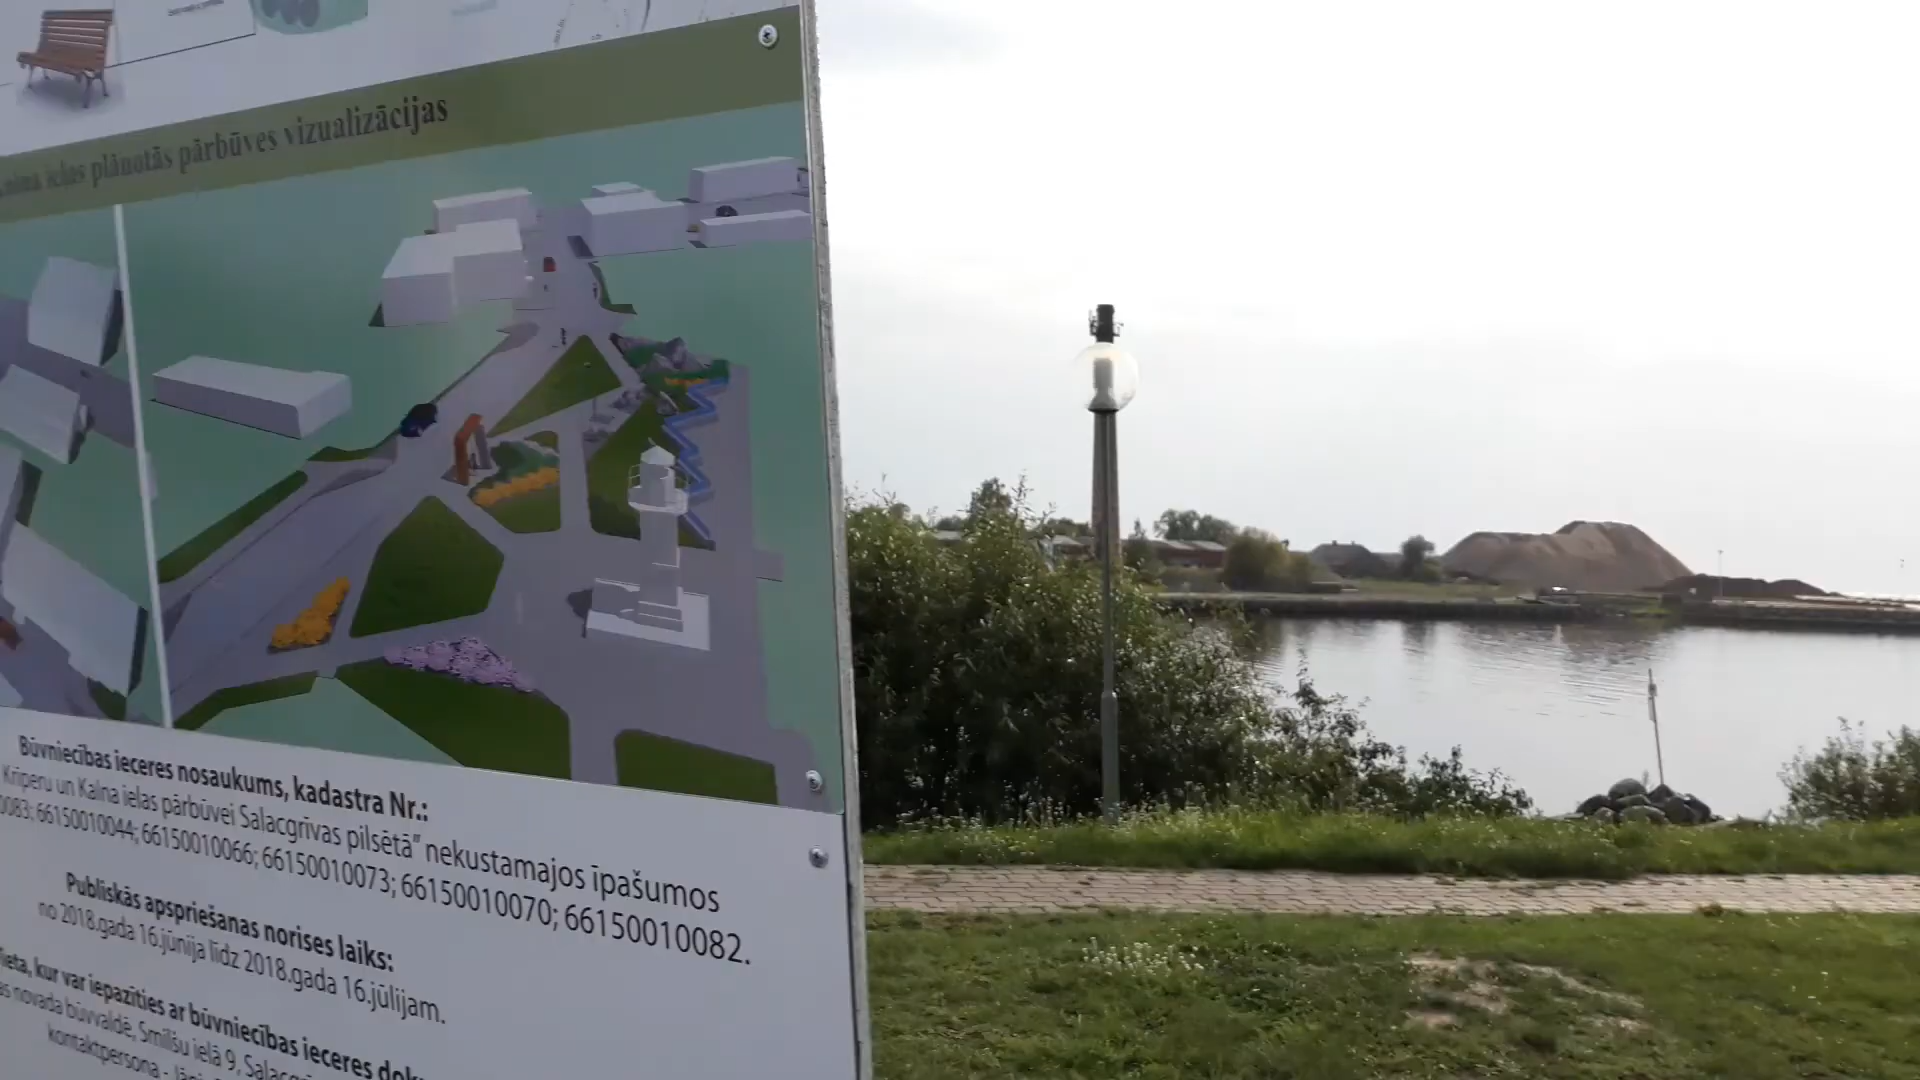 ielas plānotās pārbūves vizualizācijas
Būvniecības ieceres nosaukums, kadastra Nr.:
Krīperu un Kalna ielas pārbūvei Salacgrīvas pilsētā" nekustamajos īpašumos
0083; 66150010044; 66150010066; 66150010073; 66150010070; 66150010082.
Publiskās apspriešanas norises laiks:
no 2018.gada 16.jūnija līdz 2018.gada 16.jūlijam.
Vieta, kur var iepazīties ar būvniecības ieceres
novada būvvaldē, Smilšu ielā 9,
kontaktpersona -